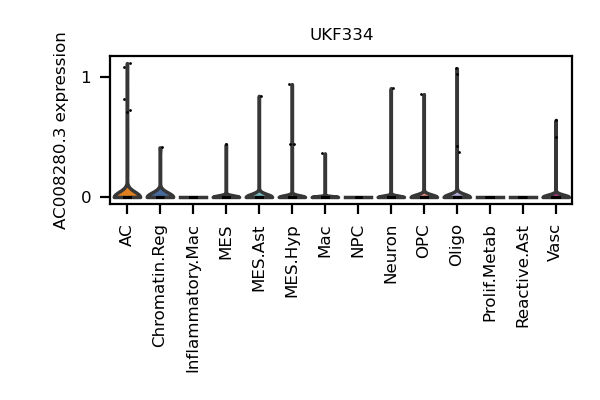 UKF334
AC008280.3 expression
1
0
AC
Chromatin.Reg
Inflammatory.Mac
MES
MES.Ast
MES.Hyp
Mac
NPC
Neuron
OPC
Oligo
Prolif.Metab
Reactive.Ast
Vasc